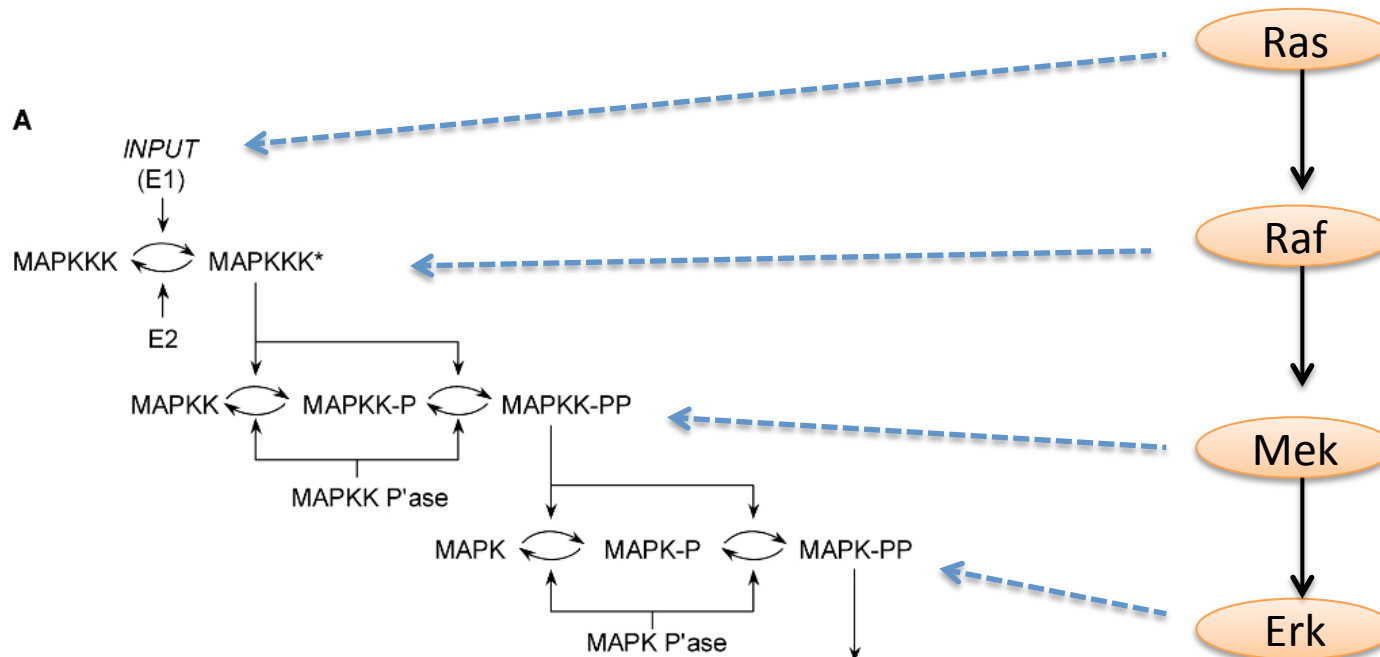 Ras
A
INPUT
(E1)
MAPKKK MAPKKK*
Raf
E2
MAPKK MAPKK-P MAPKK-PP
Mek
MAPKK P'ase
MAPK MAPK-P MAPK-PP
MAPK P'ase
Erk